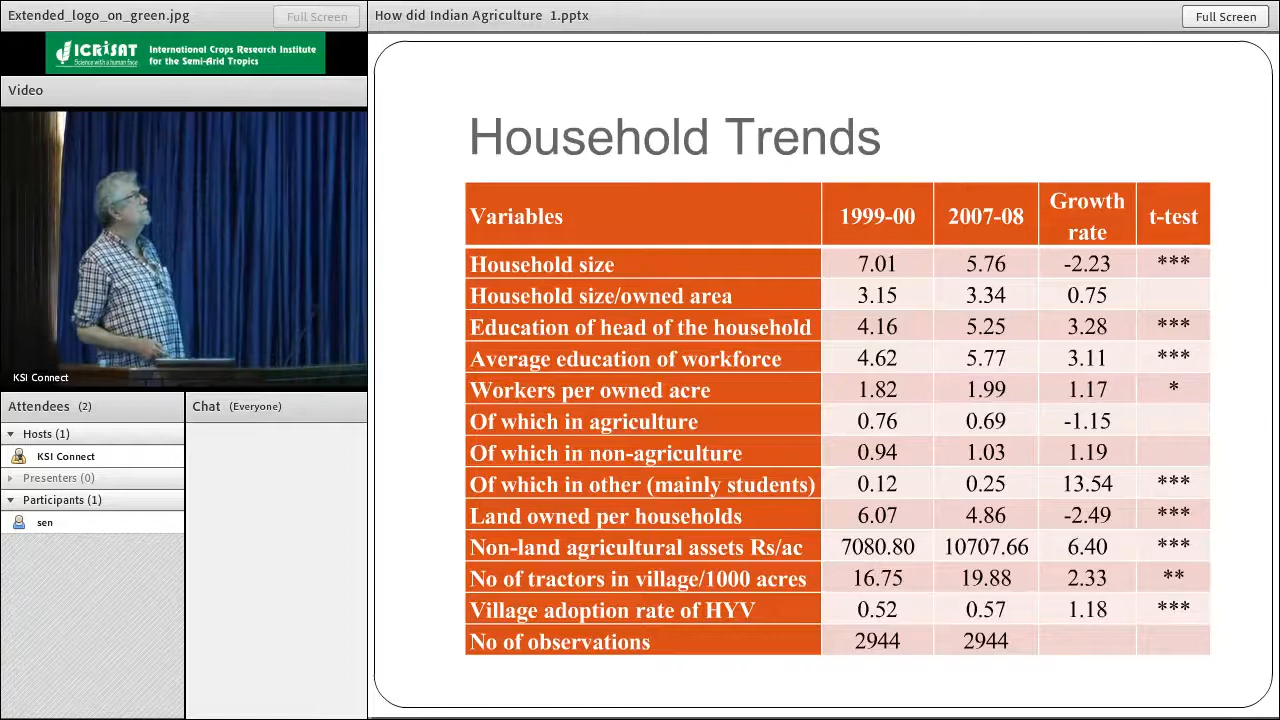 Extended_logo_on_green.jpg
Full Screen
How did Indian Agriculture 1.pptx
Full Screen
ICRISAT
Science with a human face
International Crops Research Institute
for the Semi-Arid Tropics
Video
KSI Connect
Attendees (2)
Hosts (1)
KSI Connect
Presenters (0)
Participants (1)
sen
Chat (Everyone)
Household Trends
Variables 1999-00 2007-08 Growth rate t-test
Household size 7.01 5.76 -2.23 ***
Household size/owned area 3.15 3.34 0.75
Education of head of the household 4.16 5.25 3.28 ***
Average education of workforce 4.62 5.77 3.11 ***
Workers per owned acre 1.82 1.99 1.17 *
Of which in agriculture 0.76 0.69 -1.15
Of which in non-agriculture 0.94 1.03 1.19
Of which in other (mainly students) 0.12 0.25 13.54 ***
Land owned per households 6.07 4.86 -2.49 ***
Non-land agricultural assets Rs/ac 7080.80 10707.66 6.40 ***
No of tractors in village/1000 acres 16.75 19.88 2.33 **
Village adoption rate of HYV 0.52 0.57 1.18 ***
No of observations 2944 2944